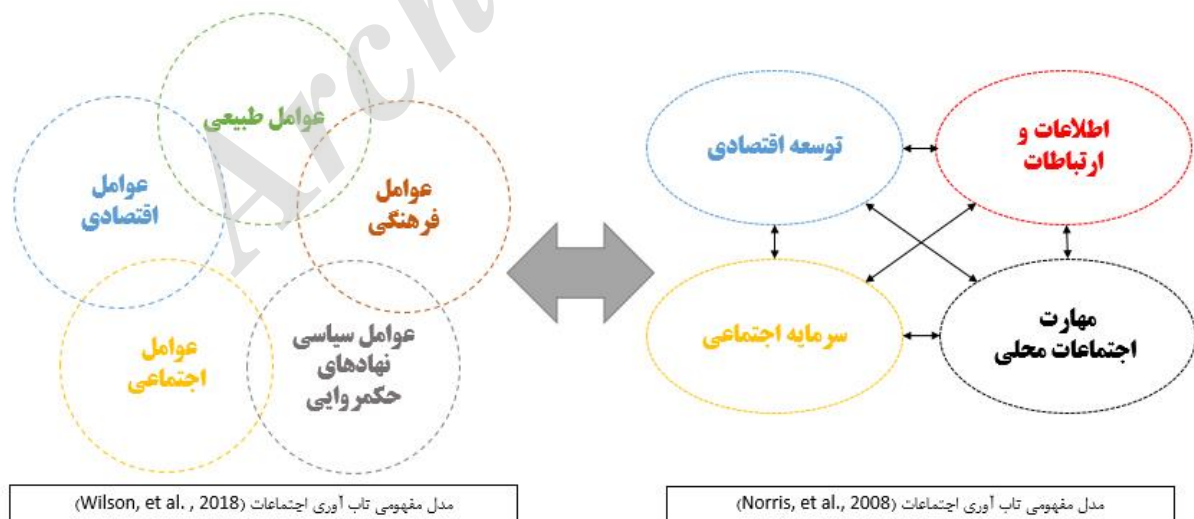 عوامل طبیعی
عوامل
اقتصادی
عوامل
فرهنگی
عوامل
اجتماعی
عوامل سیاسی
نهادهای
حکمروایی
توسعه اقتصادی
اطلاعات و
ارتباطات
سرمایه اجتماعی
مهارت
اجتماعات محلی
مدل مفهومی تاب آوری اجتماعات (Wilson, et al. , 2018)
مدل مفهومی تاب آوری اجتماعات (Norris, et al., 2008)
Arch